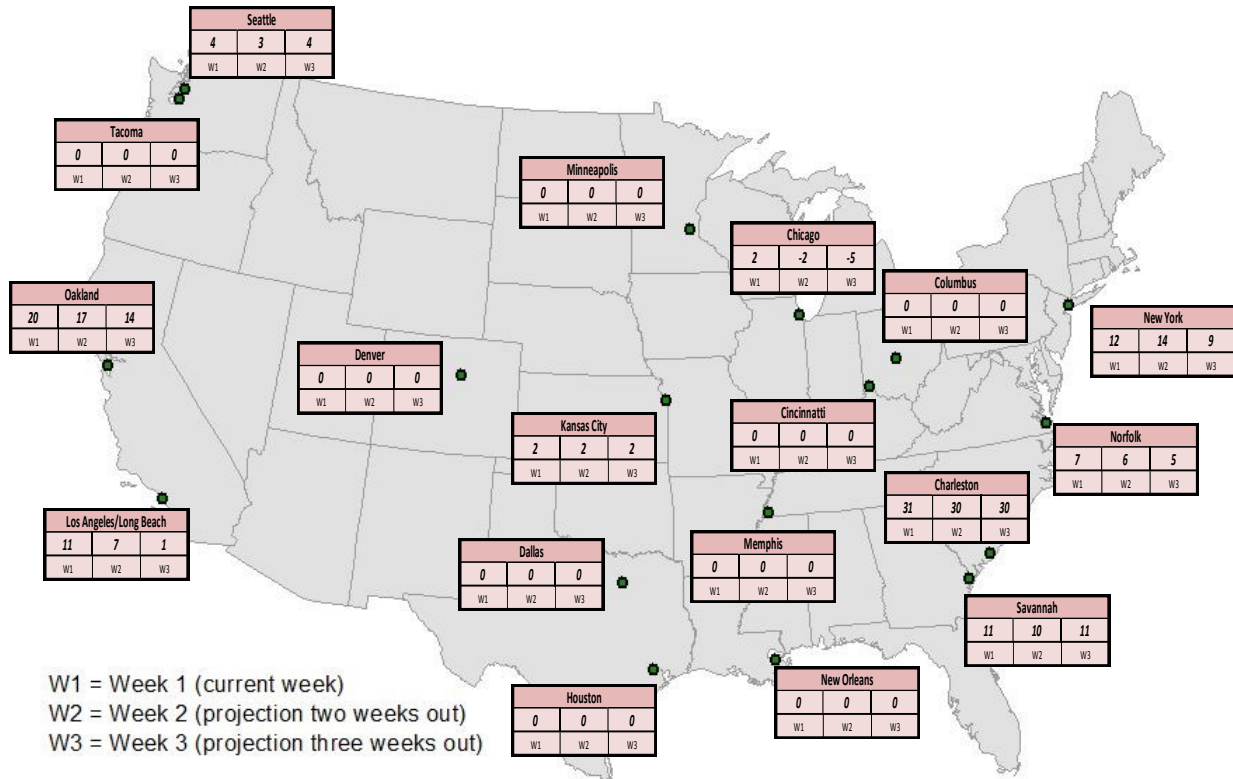 Seattle
4 3 4
W1 W2 W3
Tacoma
0 0 0
W1 W2 W3
Minneapolis
0 0 0
W1 W2 W3
Chicago
2 -2 -5
W1 W2 W3
Columbus
0 0 0
W1 W2 W3
Oakland
20 17 14
W1 W2 W3
New York
12 14 9
W1 W2 W3
Denver
0 0 0
W1 W2 W3
Kansas City
2 2 2
W1 W2 W3
Cincinnatti
0 0 0
W1 W2 W3
Norfolk
7 6 5
W1 W2 W3
Charleston
31 30 30
W1 W2 W3
Los Angeles/Long Beach
11 7 1
W1 W2 W3
Dallas
0 0 0
W1 W2 W3
Memphis
0 0 0
W1 W2 W3
Savannah
11 10 11
W1 W2 W3
New Orleans
0 0 0
W1 W2 W3
Houston
0 0 0
W1 W2 W3
W1 = Week 1 (current week)
W2 = Week 2 (projection two weeks out)
W3 = Week 3 (projection three weeks out)